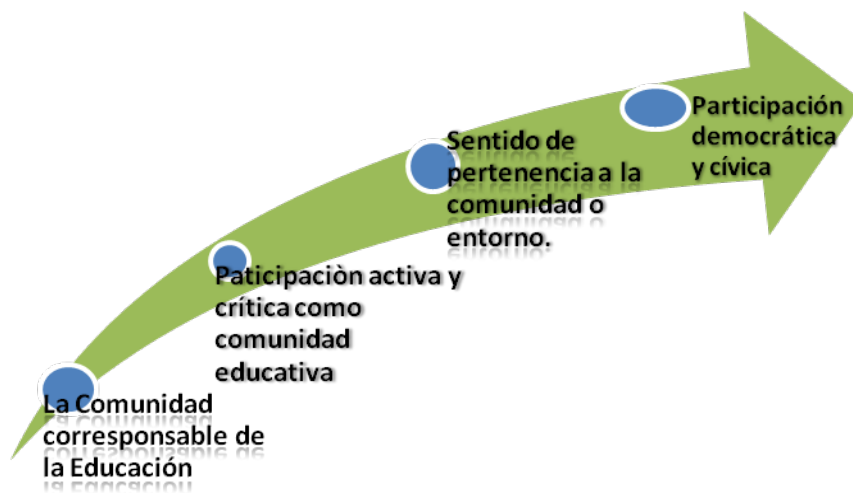 La Comunidad
corresponsable de
la Educación
Paticipaciòn activa y
crítica como
comunidad
educativa
Sentido de
pertenencia a la
comunidad o
entorno.
Participación
democrática
y cívica